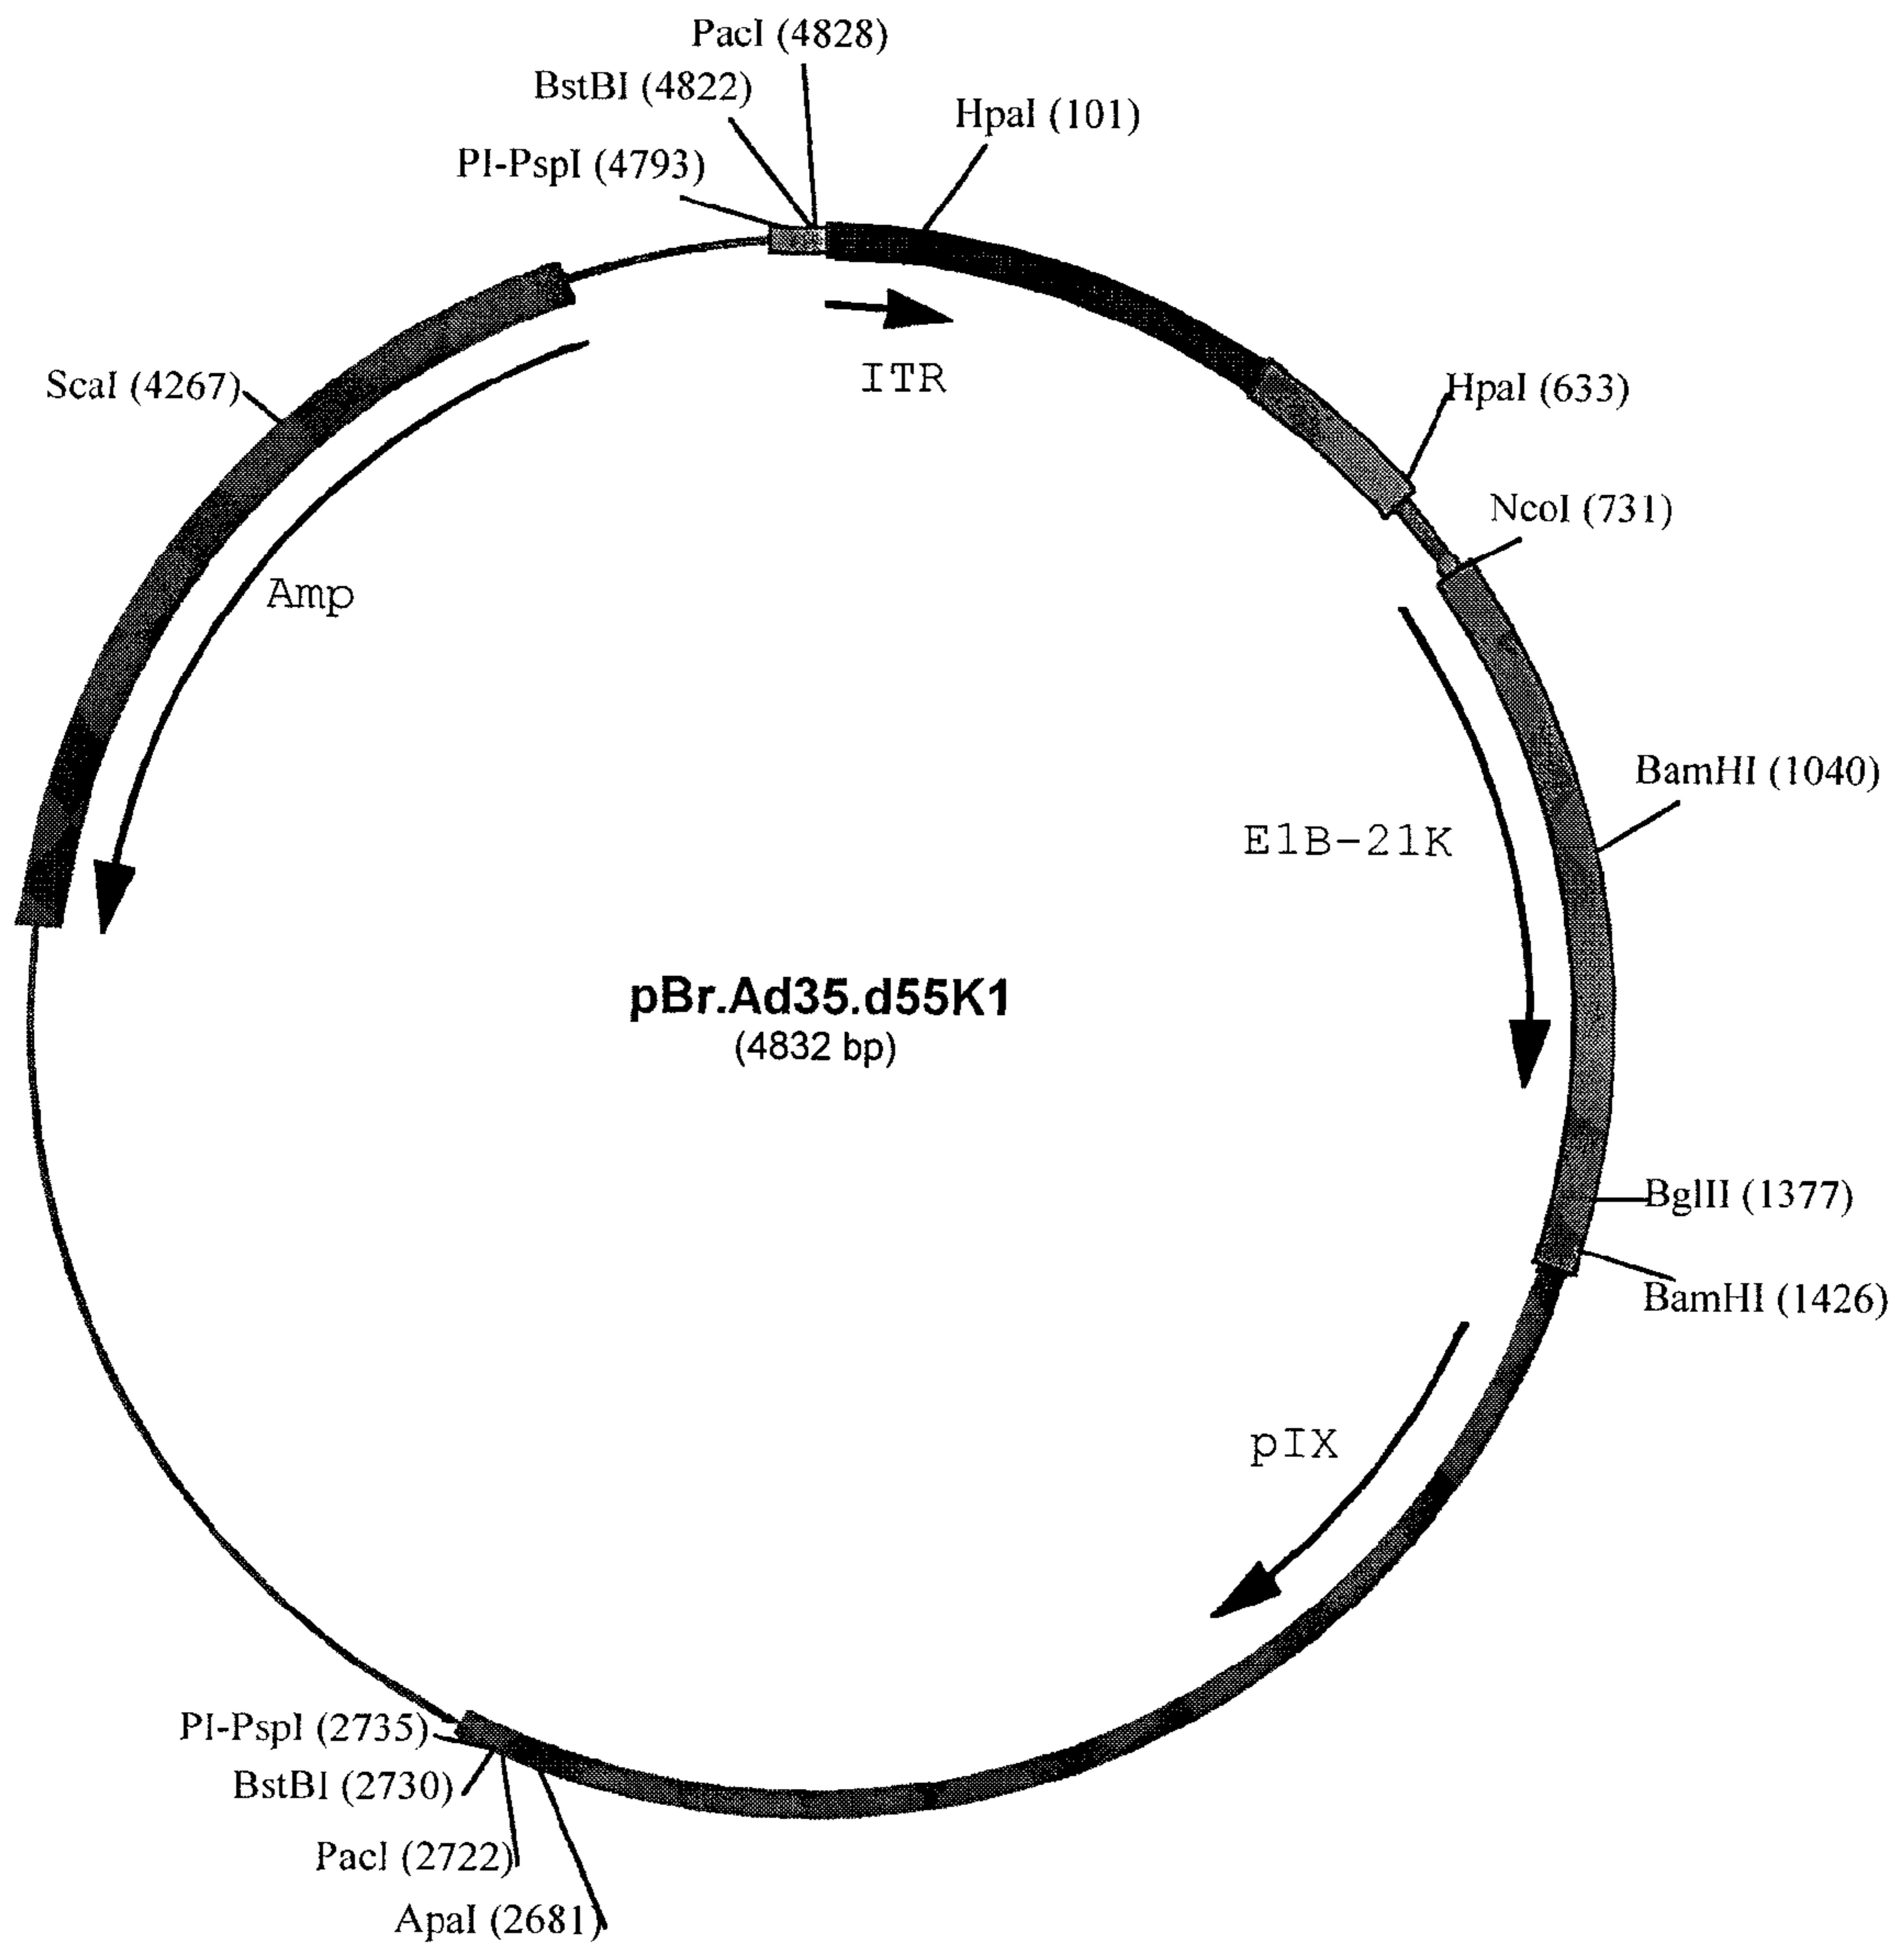 PacI (4828)
BstBI (4822)
HpaI (101)
PI-PspI (4793)
ScaI (4267)
ITR
HpaI (633)
NcoI (731)
Amp
BamHI (1040)
E1B-21K
pBr.Ad35.d55K1
(4832 bp)
BglII (1377)
BamHI (1426)
pIX
PI-PspI (2735)
BstBI (2730)
PacI (2722)
ApaI (2681)